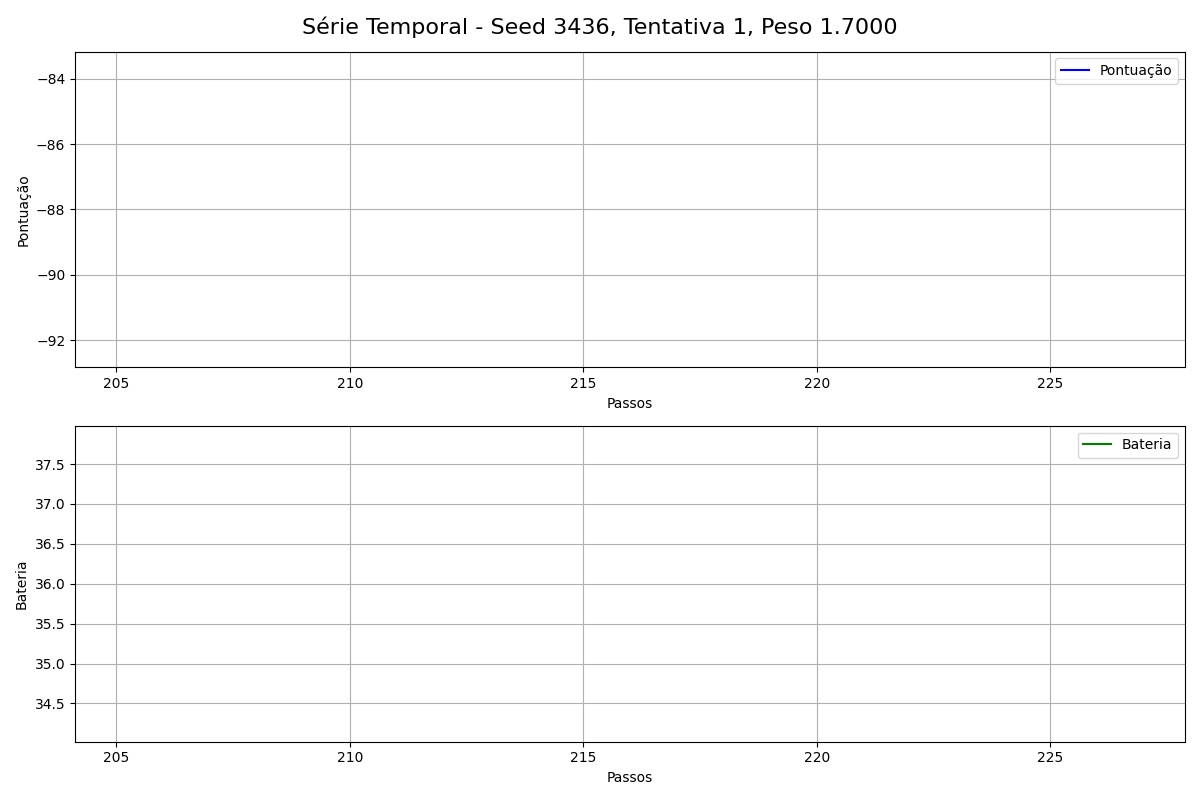 Série Temporal - Seed 3436, Tentativa 1, Peso 1.7000
Pontuação
−84
−86
−88
−90
−92
Pontuação
205 210 215 220 225
Passos
Bateria
37.5
37.0
36.5
36.0
35.5
35.0
34.5
Bateria
205 210 215 220 225
Passos